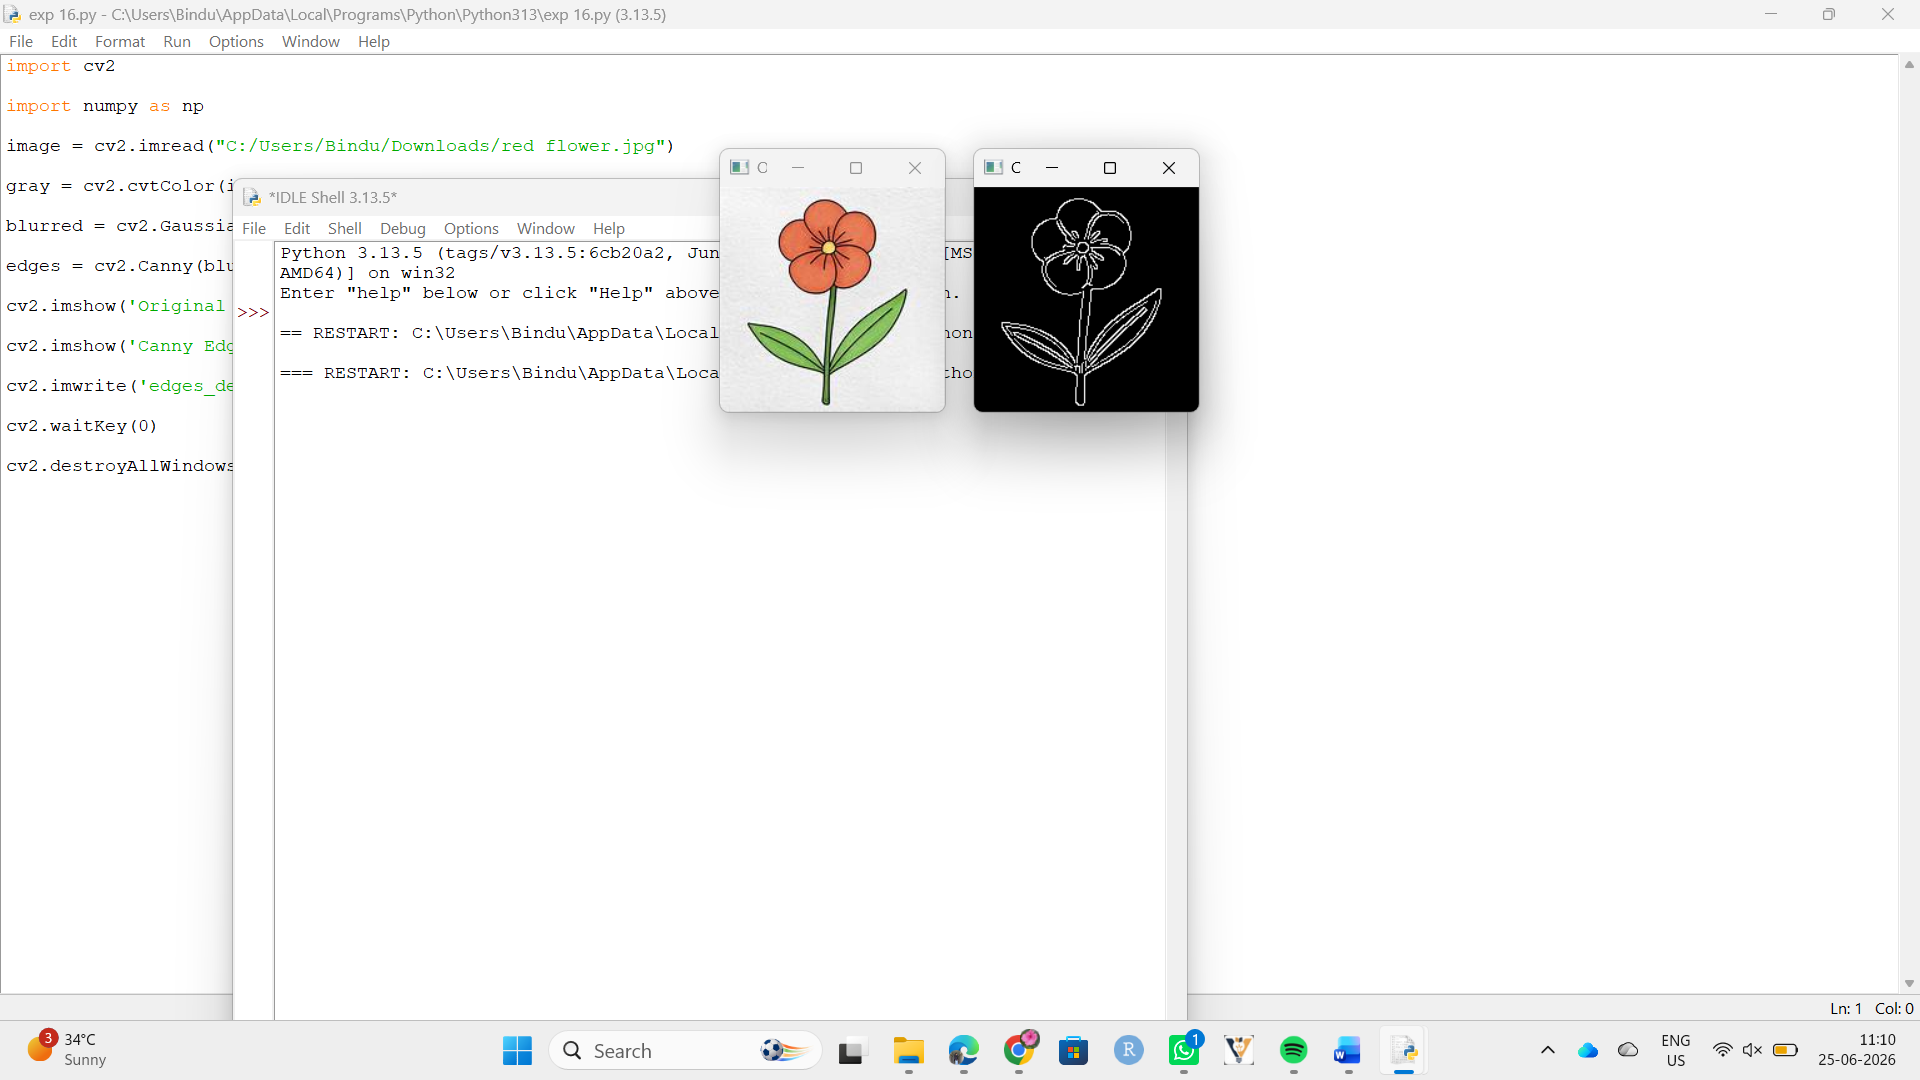 exp 16.py - C:\Users\Bindu\AppData\Local\Programs\Python\Python313\exp 16.py (3.13.5)
File Edit Format Run Options Window Help
import cv2
import numpy as np
image = cv2.imread("C:/Users/Bindu/Downloads/red flower.jpg")
gray = cv2.cvtColor(i
blurred = cv2.Gaussia
edges = cv2.Canny(blu
cv2.imshow('Original
cv2.imshow('Canny Edg
cv2.imwrite('edges_de
cv2.waitKey(0)
cv2.destroyAllWindows
*IDLE Shell 3.13.5*
File Edit Shell Debug Options Window Help
Python 3.13.5 (tags/v3.13.5:6cb20a2, Jun [MS
AMD64)] on win32
Enter "help" below or click "Help" above n.
>>>
== RESTART: C:\Users\Bindu\AppData\Local hon
=== RESTART: C:\Users\Bindu\AppData\Loca tho
O
C
Ln: 1 Col: 0
3
34°C
Sunny
Search
R
1
W
ENG
US
11:10
25-06-2026